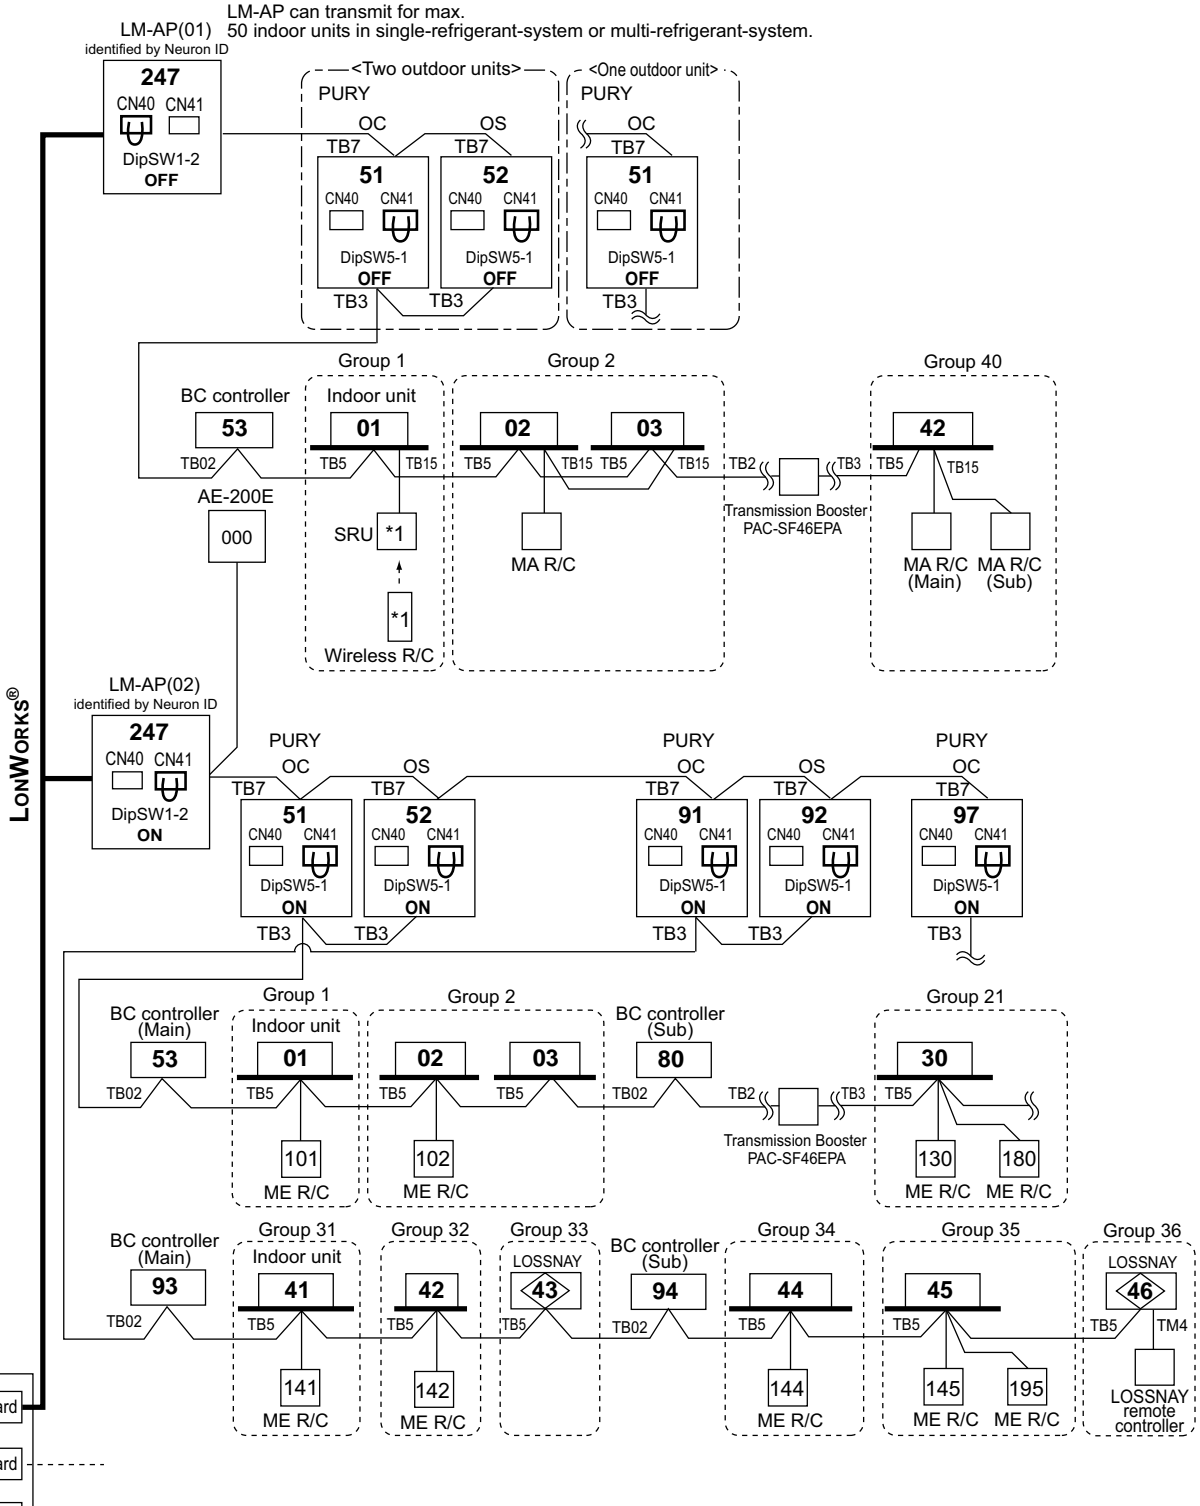 LM-AP can transmit for max.
50 indoor units in single-refrigerant-system or multi-refrigerant-system.
LM-AP(01)
identified by Neuron ID
247
CN40 CN41
DipSW1-2
OFF
<Two outdoor units>
<One outdoor unit>
PURY
PURY
OC OS OC
TB7 TB7 TB7
51 52 51
CN40 CN41 CN40 CN41 CN40 CN41
DipSW5-1 DipSW5-1 DipSW5-1
OFF OFF OFF
TB3 TB3 TB3
Group 1 Group 2 Group 40
BC controller Indoor unit
53 01 02 03 42
TB02 TB5 TB15 TB5 TB15 TB5 TB15 TB2 TB3 TB5 TB15
AE-200E
000
SRU *1
Transmission Booster
PAC-SF46EPA
MA R/C
MA R/C
(Main)
MA R/C
(Sub)
*1
Wireless R/C
LONWORKS®
LM-AP(02)
identified by Neuron ID
247
CN40 CN41
DipSW1-2
ON
PURY PURY PURY
OC OS OC OS OC
TB7 TB7 TB7 TB7 TB7
51 52 91 92 97
CN40 CN41 CN40 CN41 CN40 CN41 CN40 CN41 CN40 CN41
DipSW5-1 DipSW5-1 DipSW5-1 DipSW5-1 DipSW5-1
ON ON ON ON ON
TB3 TB3 TB3 TB3 TB3
Group 1 Group 2 Group 21
BC controller
(Main)
Indoor unit
BC controller
(Sub)
53 01 02 03 80 30
TB02 TB5 TB5 TB5 TB02 TB2 TB3 TB5
Transmission Booster
PAC-SF46EPA
101 102 130 180
ME R/C ME R/C ME R/C ME R/C
Group 31 Group 32 Group 33 Group 34 Group 35 Group 36
BC controller
(Main)
Indoor unit
LOSSNAY
BC controller
(Sub)
LOSSNAY
93 41 42 43 94 44 45 46
TB02 TB5 TB5 TB5 TB02 TB5 TB5 TB5 TM4
141 142 144 145 195
ME R/C ME R/C ME R/C ME R/C ME R/C
LOSSNAY
remote
controller
ard
ard